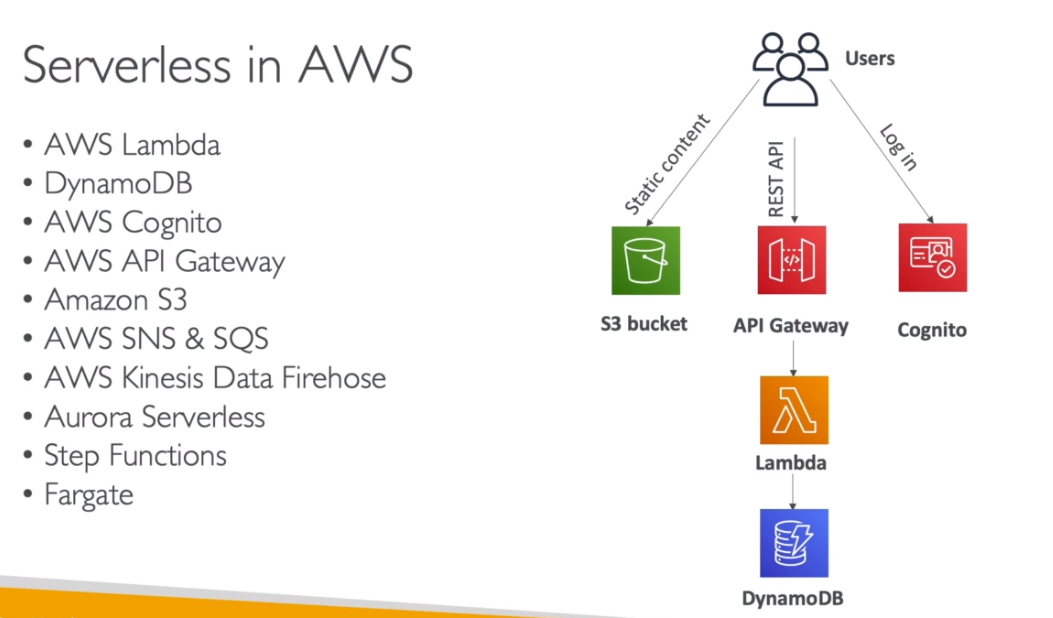 Serverless in AWS
• AWS Lambda
• DynamoDB
• AWS Cognito
• AWS API Gateway
• Amazon S3
• AWS SNS & SQS
• AWS Kinesis Data Firehose
• Aurora Serverless
• Step Functions
• Fargate
Users
Static content
REST API
Log in
S3 bucket
API Gateway
Cognito
Lambda
DynamoDB